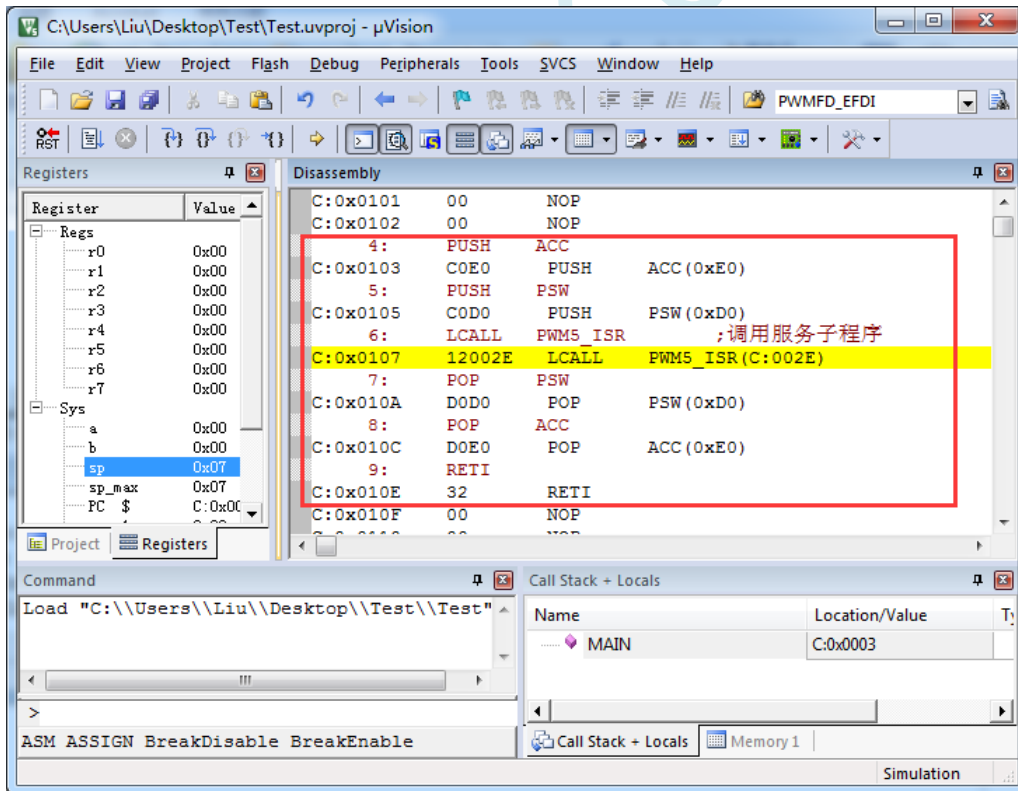 C:\Users\Liu\Desktop\Test\Test.uvproj - µVision
File Edit View Project Flash Debug Peripherals Tools SVCS Window Help
PWMFD_EFDI
RST
Registers
Register Value
Regs
r0 0x00
r1 0x00
r2 0x00
r3 0x00
r4 0x00
r5 0x00
r6 0x00
r7 0x00
Sys
a 0x00
b 0x00
sp 0x07
sp_max 0x07
PC $ C:0x00
Project Registers
Disassembly
C:0x0101 00 NOP
C:0x0102 00 NOP
4: PUSH ACC
C:0x0103 C0E0 PUSH ACC(0xE0)
5: PUSH PSW
C:0x0105 C0D0 PUSH PSW(0xD0)
6: LCALL PWM5_ISR ;调用服务子程序
C:0x0107 12002E LCALL PWM5_ISR(C:002E)
7: POP PSW
C:0x010A D0D0 POP PSW(0xD0)
8: POP ACC
C:0x010C D0E0 POP ACC(0xE0)
9: RETI
C:0x010E 32 RETI
C:0x010F 00 NOP
Command
Load "C:\\Users\\Liu\\Desktop\\Test\\Test"
>
ASM ASSIGN BreakDisable BreakEnable
Call Stack + Locals
Name Location/Value
MAIN C:0x0003
Call Stack + Locals Memory 1
Simulation